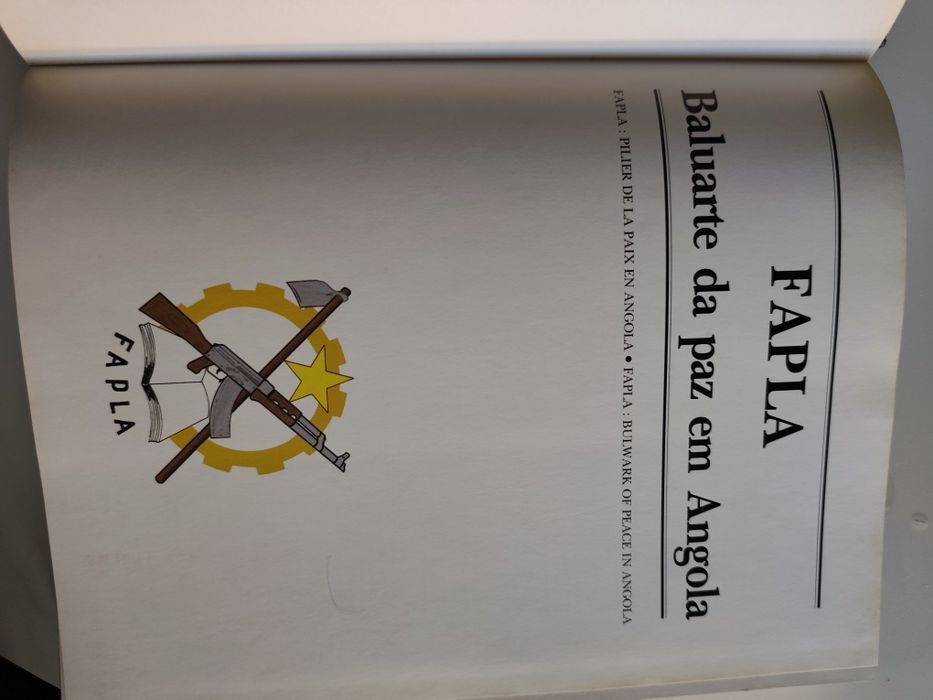 FAPLA
Baluarte da paz em Angola
FAPLA : PILIER DE LA PAIX EN ANGOLA • FAPLA : BULWARK OF PEACE IN ANGOLA
FAPLA